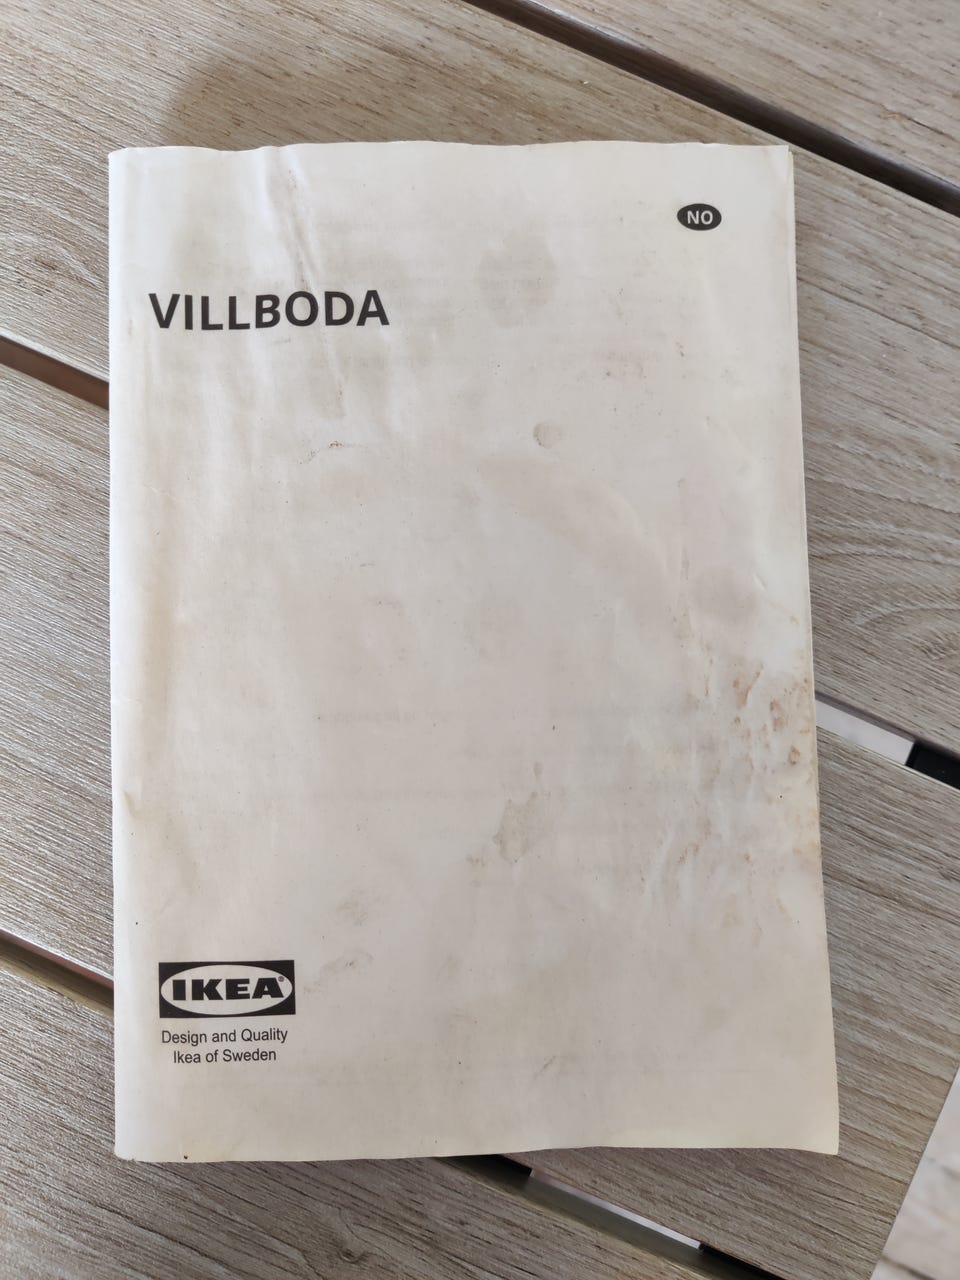 NO
VILLBODA
IKEA®
Design and Quality
Ikea of Sweden